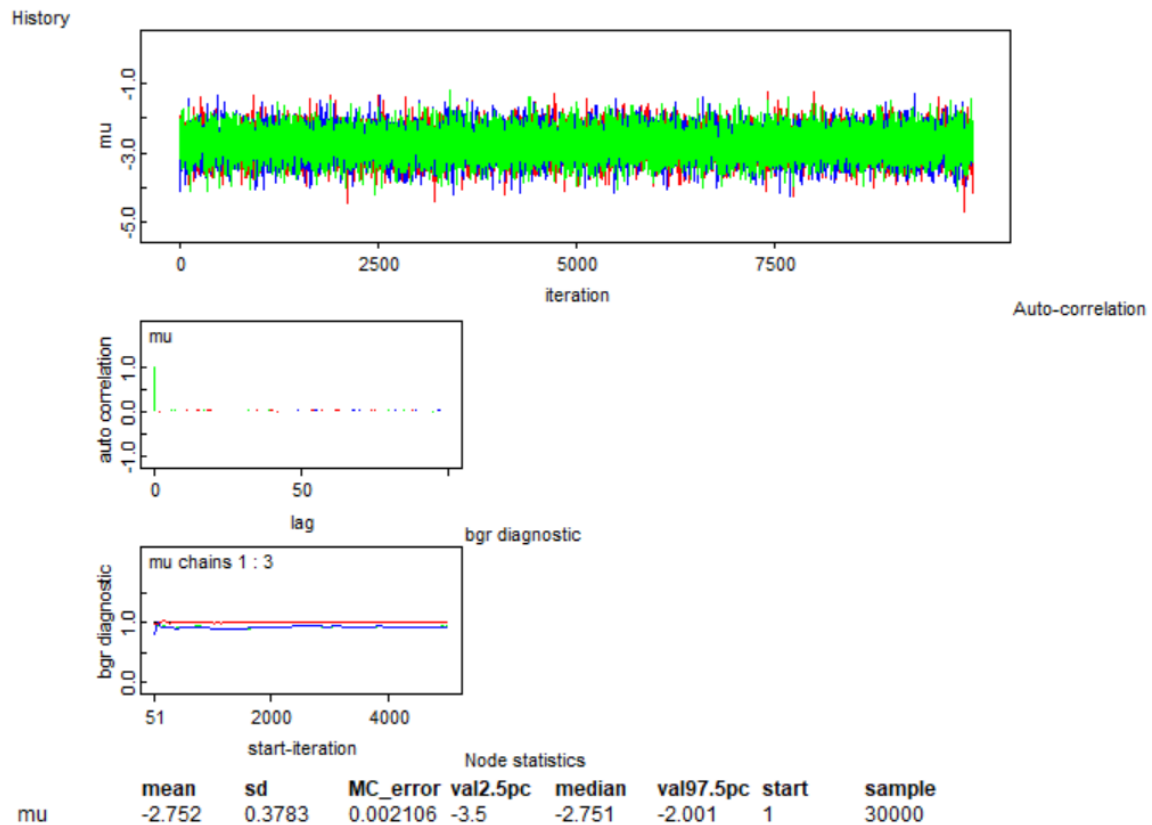 History
mu
-1.0
-3.0
-5.0
0 2500 5000 7500
iteration
Auto-correlation
mu
auto correlation
1.0
0.0
-1.0
0 50
lag
bgr diagnostic
mu chains 1 : 3
bgr diagnostic
1.0
0.0
51 2000 4000
start-iteration
Node statistics
mean sd MC_error val2.5pc median val97.5pc start sample
mu -2.752 0.3783 0.002106 -3.5 -2.751 -2.001 1 30000